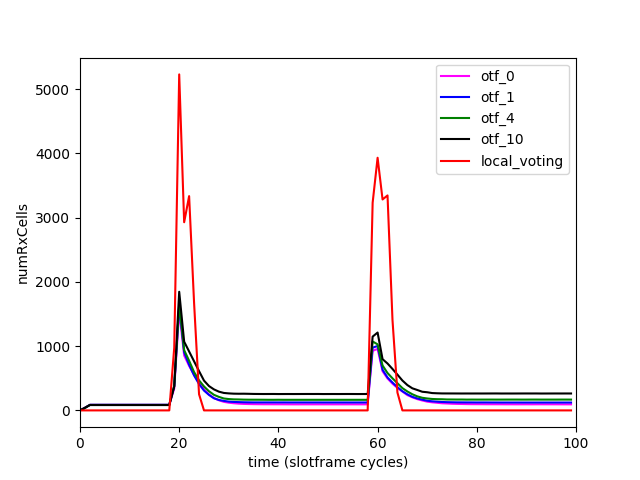 5000
4000
3000
2000
1000
0
numRxCells
0 20 40 60 80 100
time (slotframe cycles)
otf_0
otf_1
otf_4
otf_10
local_voting